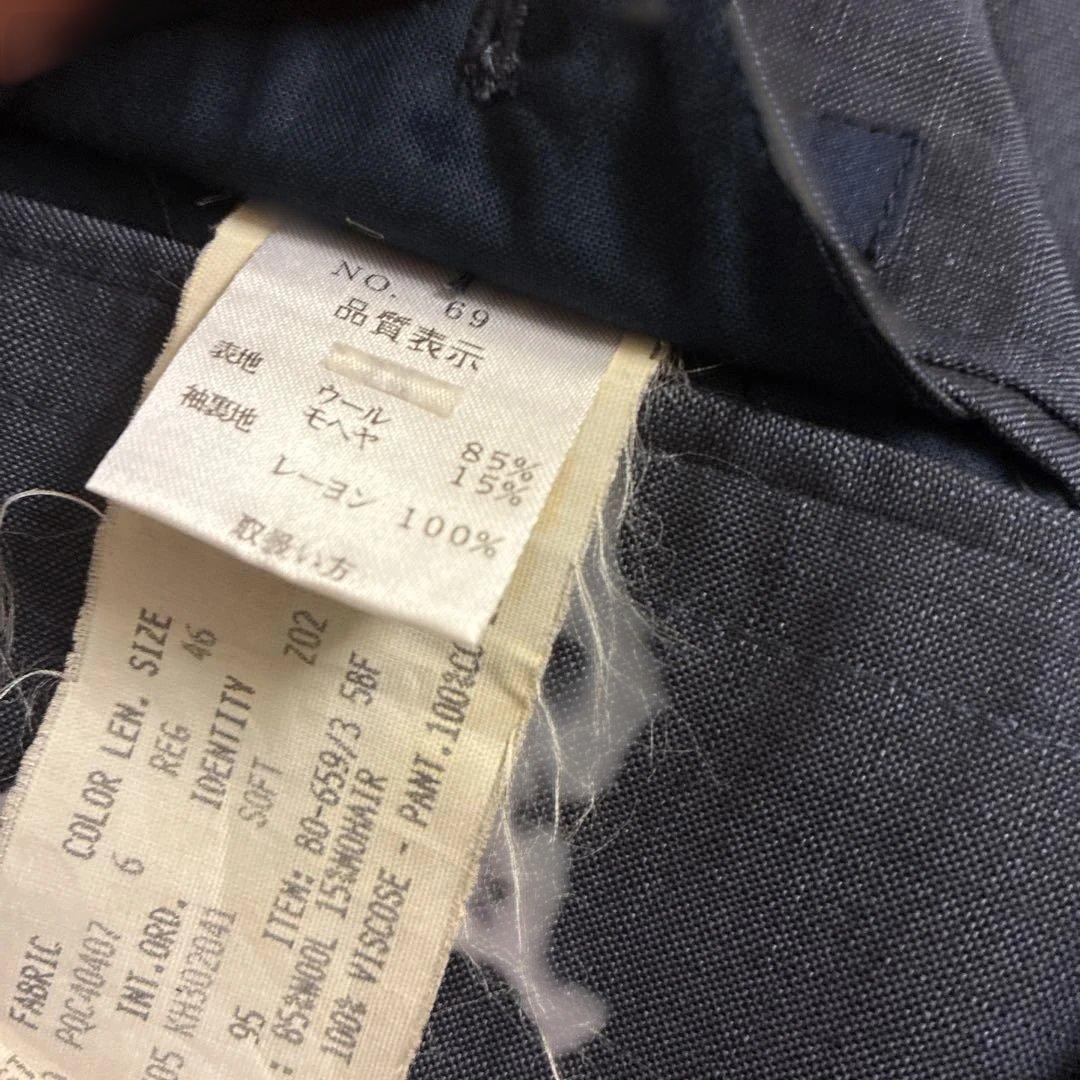 NO. 69
品質表示
表地
ウール 85%
モヘヤ 15%
袖裏地
レーヨン 100%
取扱い方
FABRIC COLOR LEN. SIZE
PQC40407 6 REG 46
INT.ORD. IDENTITY
KH302041 SOFT Z02
95 ITEM: BO-659/3 SBF
85%WOOL 15%MOHAIR
100% VISCOSE - PANT.100%